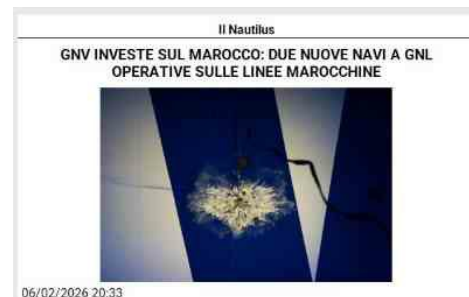 Il Nautilus
GNV INVESTE SUL MAROCCO: DUE NUOVE NAVI A GNL
OPERATIVE SULLE LINEE MAROCCHINE
06/02/2026 20:33